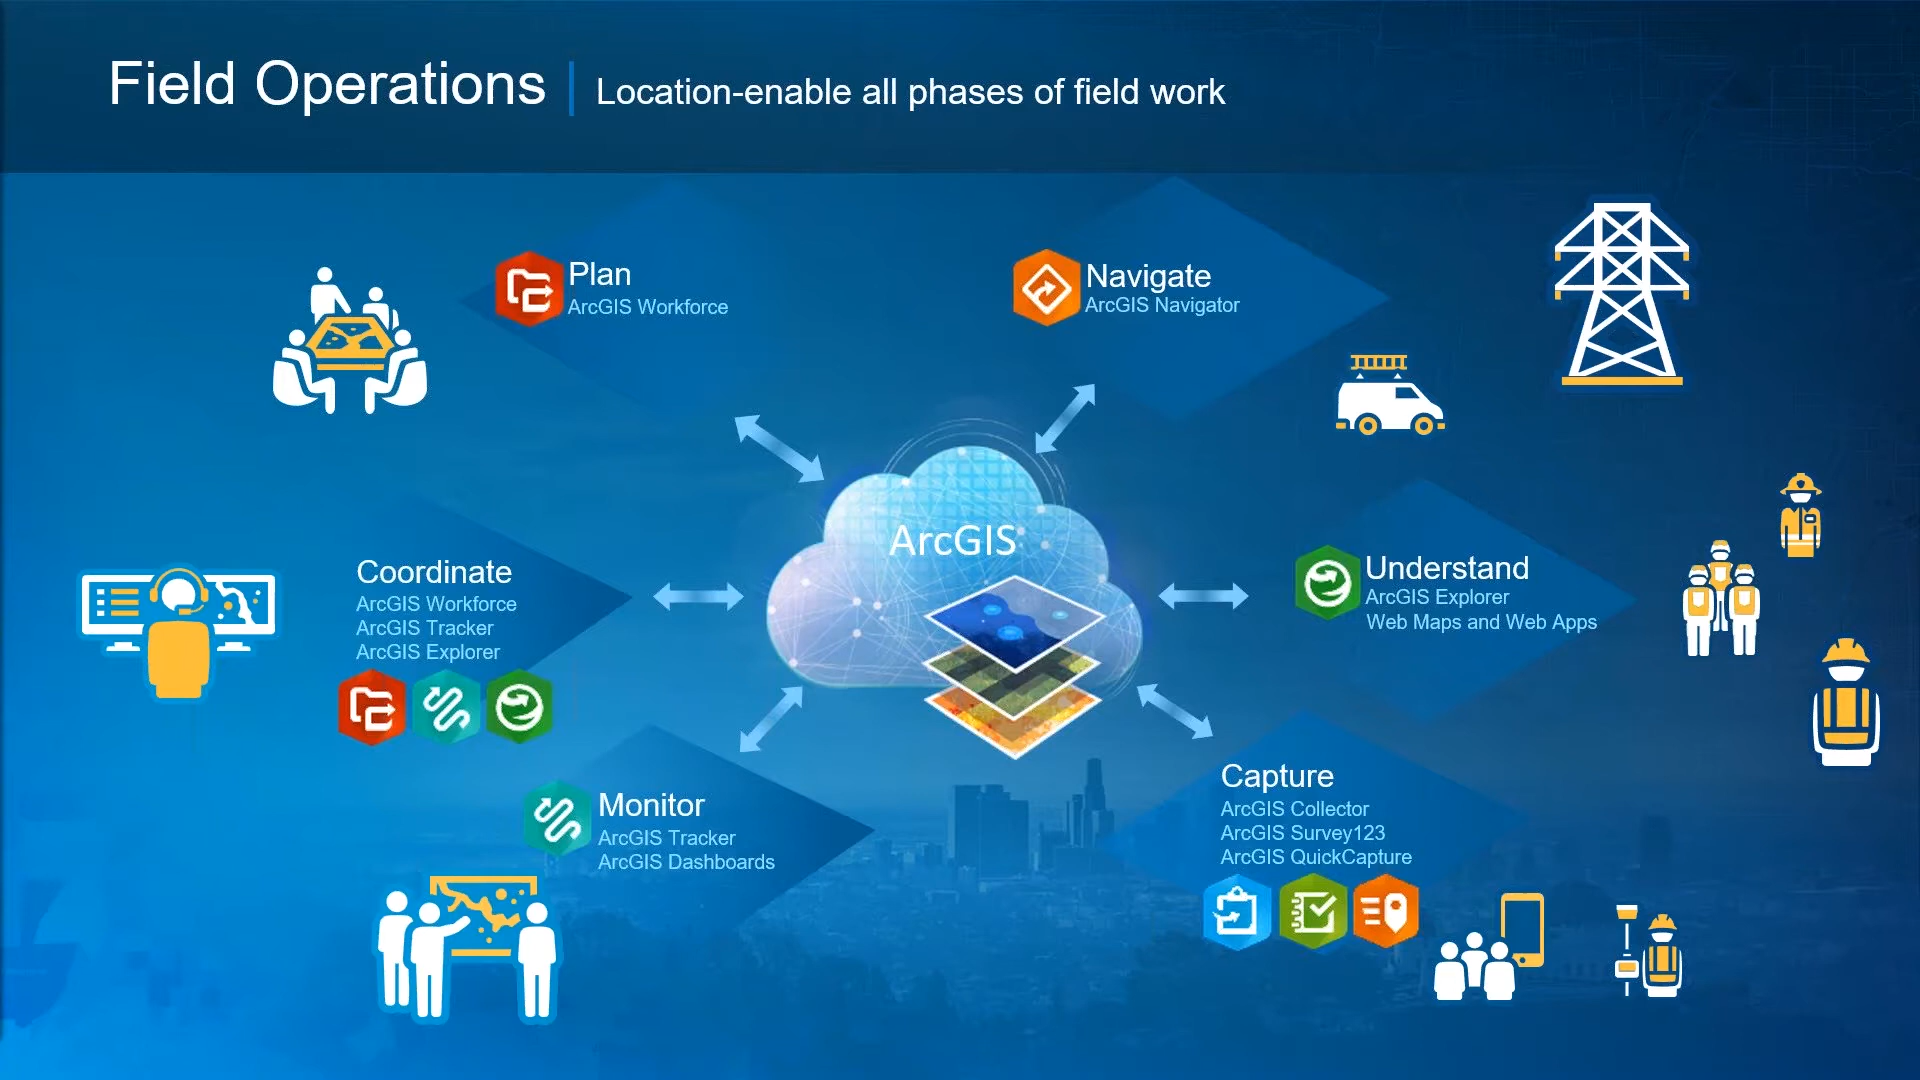 Field Operations
Location-enable all phases of field work
Plan
ArcGIS Workforce
Navigate
ArcGIS Navigator
ArcGIS
Coordinate
ArcGIS Workforce
ArcGIS Tracker
ArcGIS Explorer
Understand
ArcGIS Explorer
Web Maps and Web Apps
Monitor
ArcGIS Tracker
ArcGIS Dashboards
Capture
ArcGIS Collector
ArcGIS Survey123
ArcGIS QuickCapture